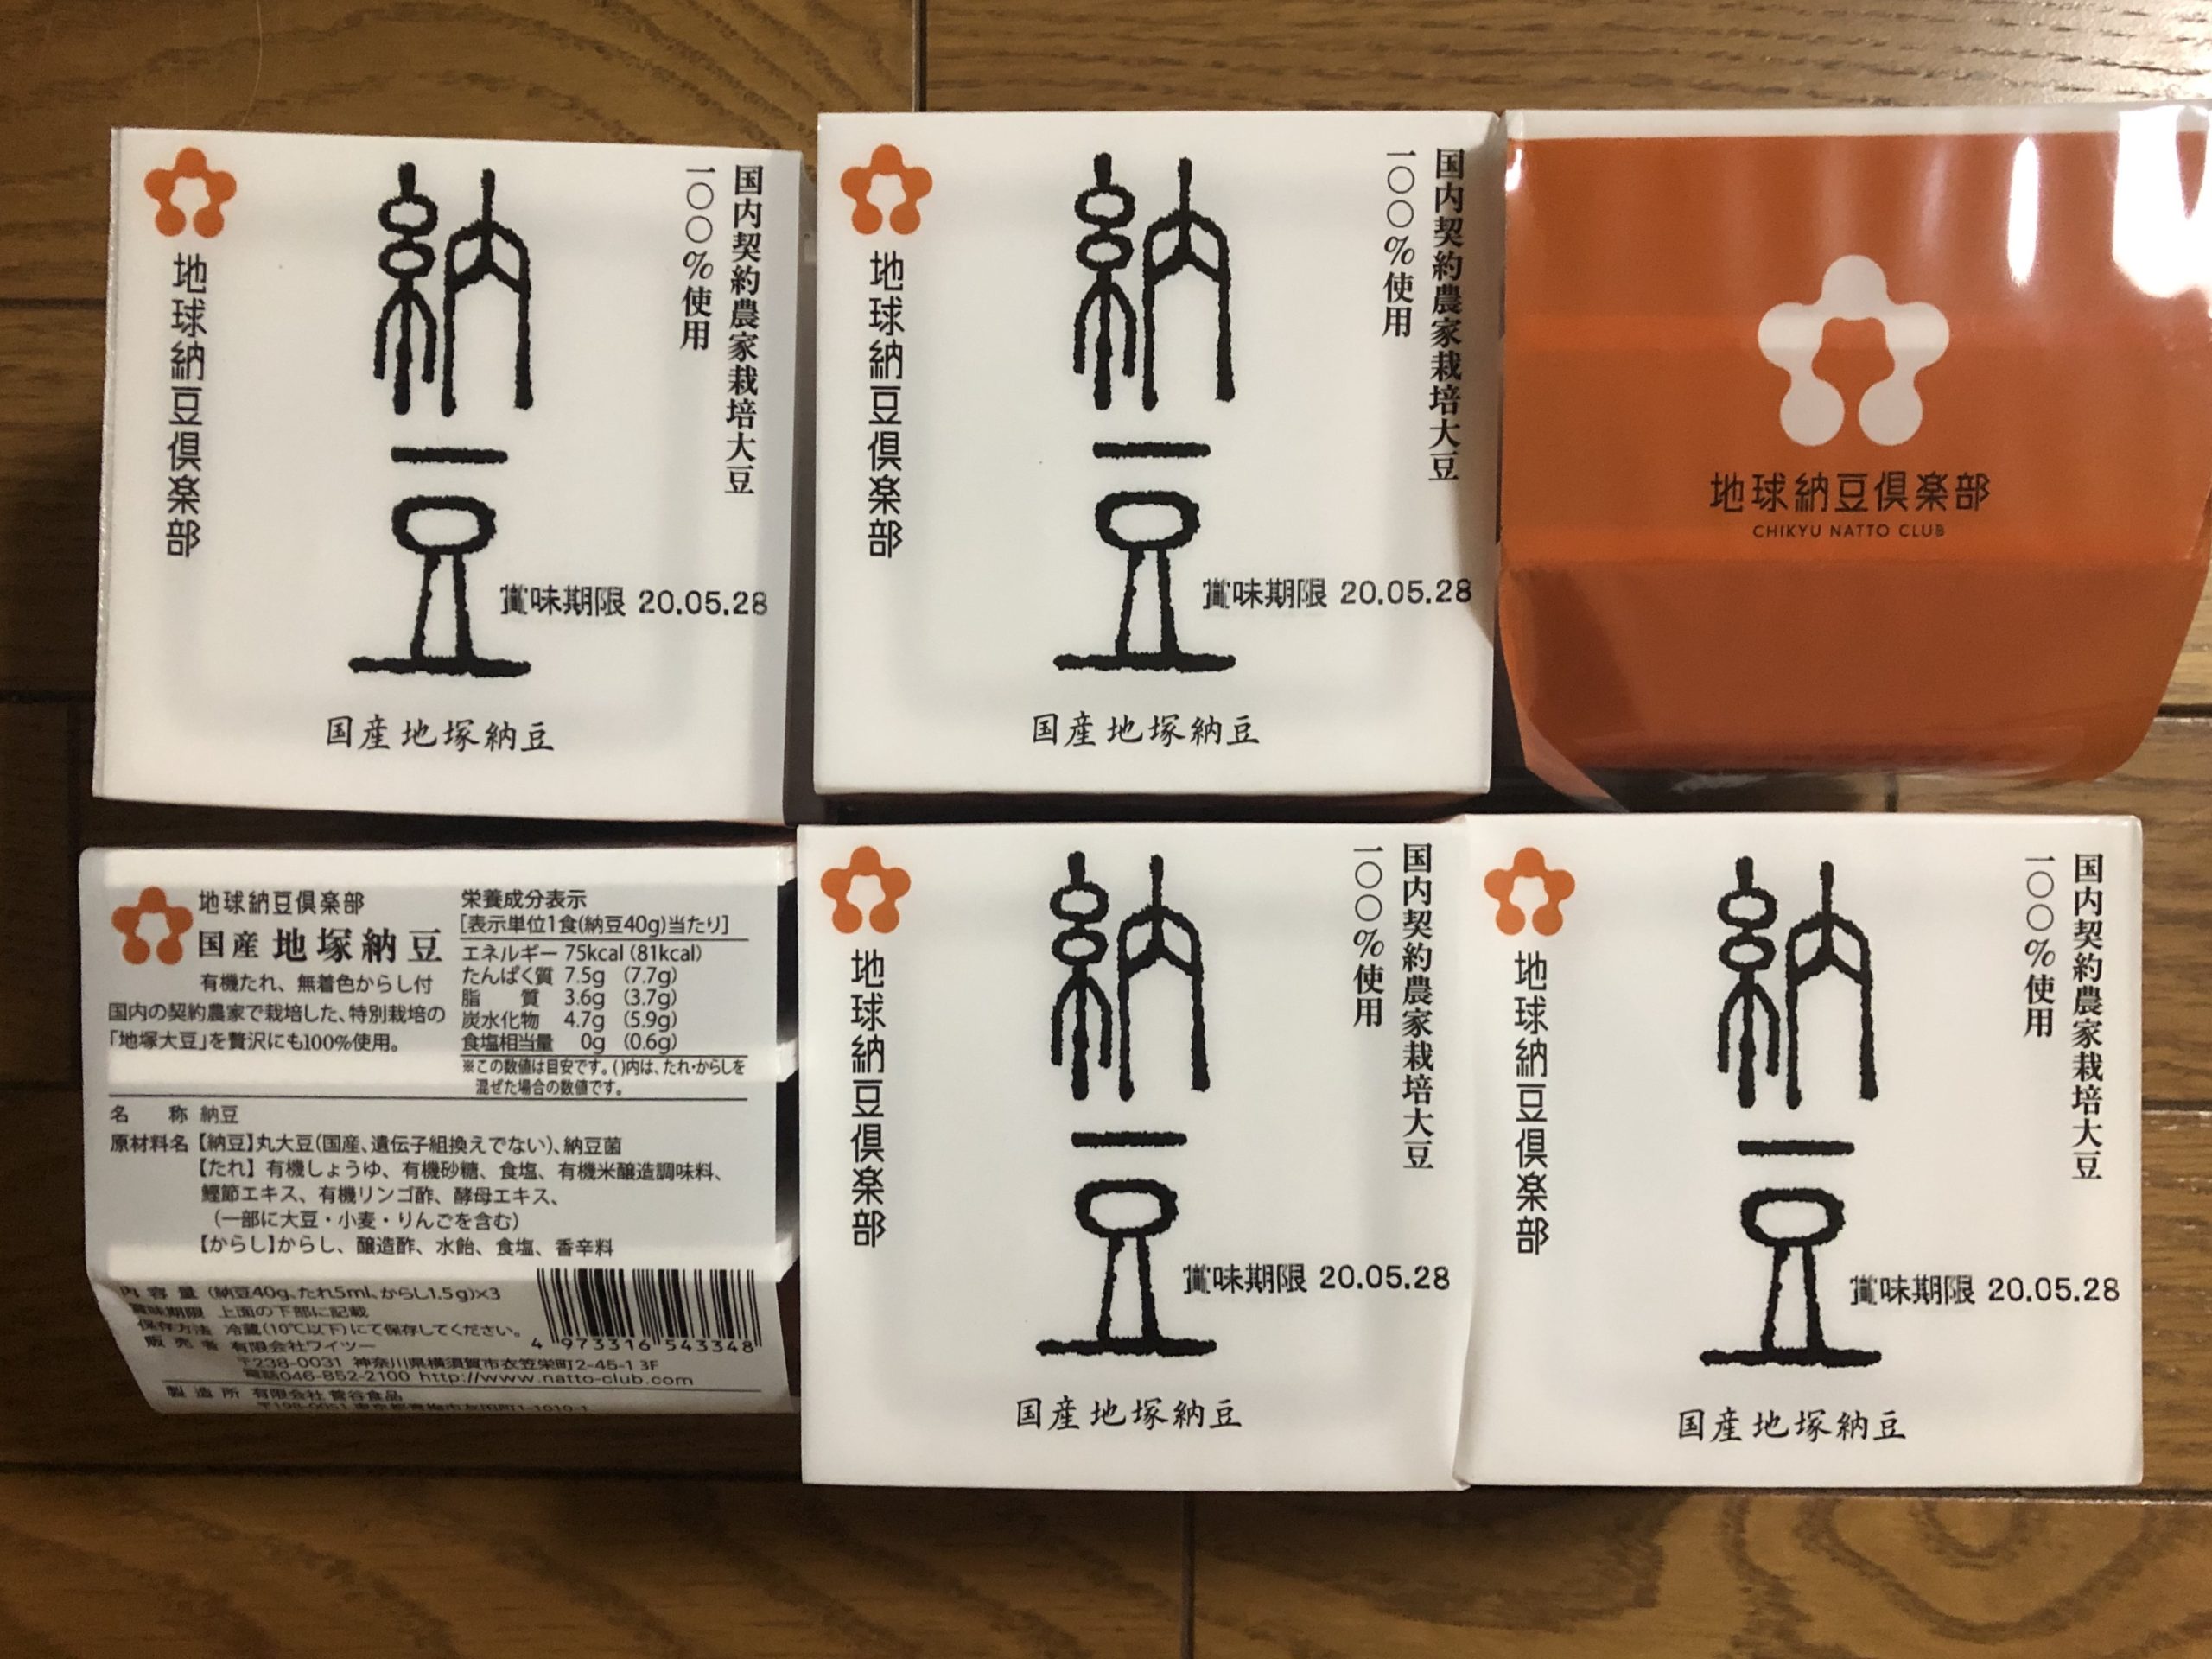 国内契約農家栽培大豆
一〇〇%使用
納豆
地球納豆倶楽部
賞味期限 20.05.28
国産地塚納豆
国内契約農家栽培大豆
一〇〇%使用
納豆
地球納豆倶楽部
賞味期限 20.05.28
国産地塚納豆
地球納豆倶楽部
CHIKYU NATTO CLUB
地球納豆倶楽部
国産 地塚納豆
有機たれ、無着色からし付
国内の契約農家で栽培した、特別栽培の
「地塚大豆」を贅沢にも100%使用。
栄養成分表示
[表示単位1食(納豆40g)当たり]
エネルギー 75kcal (81kcal)
たんぱく質 7.5g (7.7g)
脂 質 3.6g (3.7g)
炭水化物 4.7g (5.9g)
食塩相当量 0g (0.6g)
※この数値は目安です。( )内は、たれ・からしを
混ぜた場合の数値です。
名 称 納豆
原材料名【納豆】丸大豆(国産、遺伝子組換えでない)、納豆菌
【たれ】有機しょうゆ、有機砂糖、食塩、有機米醸造調味料、
鰹節エキス、有機リンゴ酢、酵母エキス、
(一部に大豆・小麦・りんごを含む)
【からし】からし、醸造酢、水飴、食塩、香辛料
内容量 (納豆40g、たれ5ml、からし1.5g)×3
賞味期限 上面の下部に記載
保存方法 冷蔵(10℃以下)にて保存してください。
販売者 有限会社ワイツー
〒238-0031 神奈川県横須賀市衣笠栄町2-45-1 3F
電話046-852-2100 http://www.natto-club.com
製造所 有限会社 菅谷食品
〒198-0051 東京都青梅市友田町1-1010-1
4 973316 543348
国内契約農家栽培大豆
一〇〇%使用
納豆
地球納豆倶楽部
賞味期限 20.05.28
国産地塚納豆
国内契約農家栽培大豆
一〇〇%使用
納豆
地球納豆倶楽部
賞味期限 20.05.28
国産地塚納豆